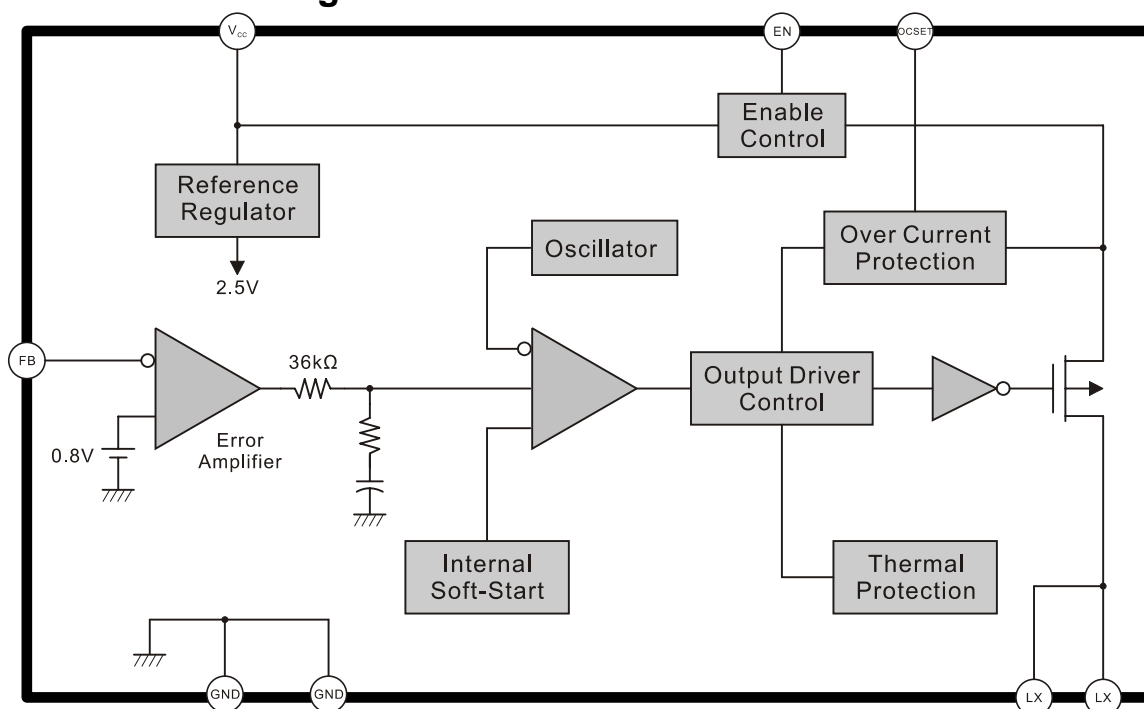 g
V_CC
EN
OCSET
Enable
Control
Reference
Regulator
Over Current
Protection
Oscillator
2.5V
FB
36kΩ
Output Driver
Control
Error
Amplifier
0.8V
Internal
Soft-Start
Thermal
Protection
GND
GND
LX
LX